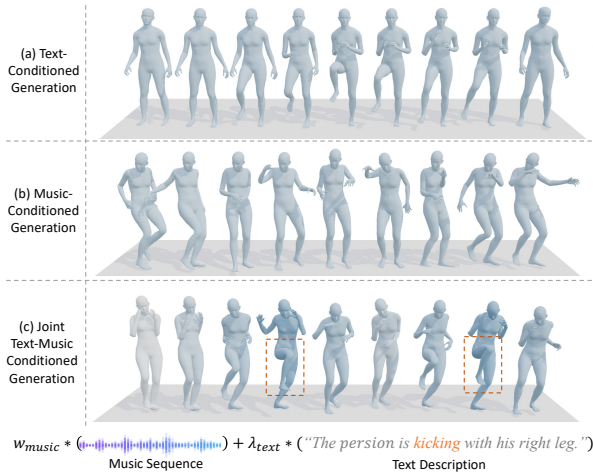 (a) Text-
Conditioned
Generation
(b) Music-
Conditioned
Generation
(c) Joint
Text-Music
Conditioned
Generation
w_music * ( ) + λ_text * ("The persion is kicking with his right leg.")
Music Sequence Text Description